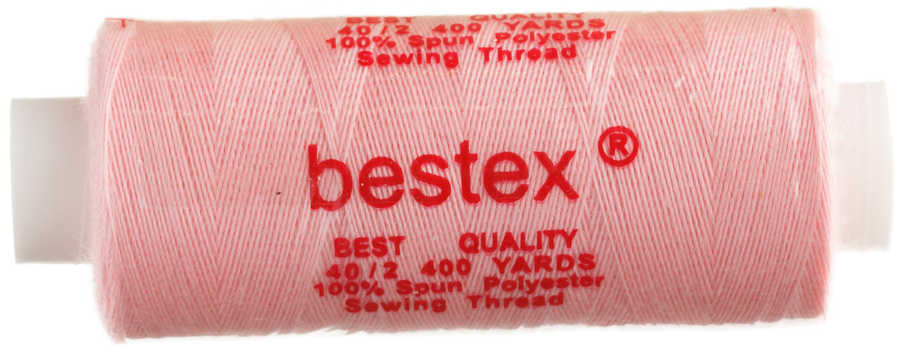 BEST QUALITY
40/2 400 YARDS
100% Spun Polyester
Sewing Thread
bestex ®
BEST QUALITY
40/2 400 YARDS
100% Spun Polyester
Sewing Thread